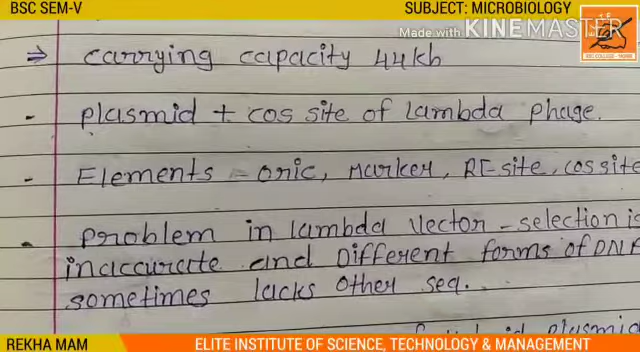 BSC SEM-V
SUBJECT: MICROBIOLOGY
Made with KINEMASTER
⇒ carrying capacity 44kb
- plasmid + cos site of lambda phage.
- Elements - oric, Marker, RE-site, cos site
- problem in lambda vector - selection is
inaccurate and Different forms of DNA
sometimes lacks other seq..
plasmid
REKHA MAM
ELITE INSTITUTE OF SCIENCE, TECHNOLOGY & MANAGEMENT